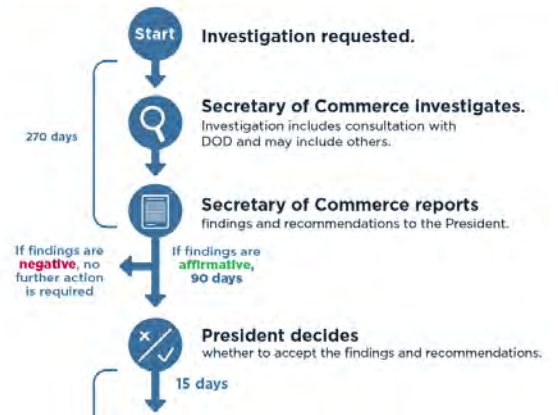 Start
Investigation requested.
270 days
Secretary of Commerce investigates.
Investigation includes consultation with
DOD and may include others.
Secretary of Commerce reports
findings and recommendations to the President.
If findings are
negative, no
further action
is required
If findings are
affirmative,
90 days
President decides
whether to accept the findings and recommendations.
15 days